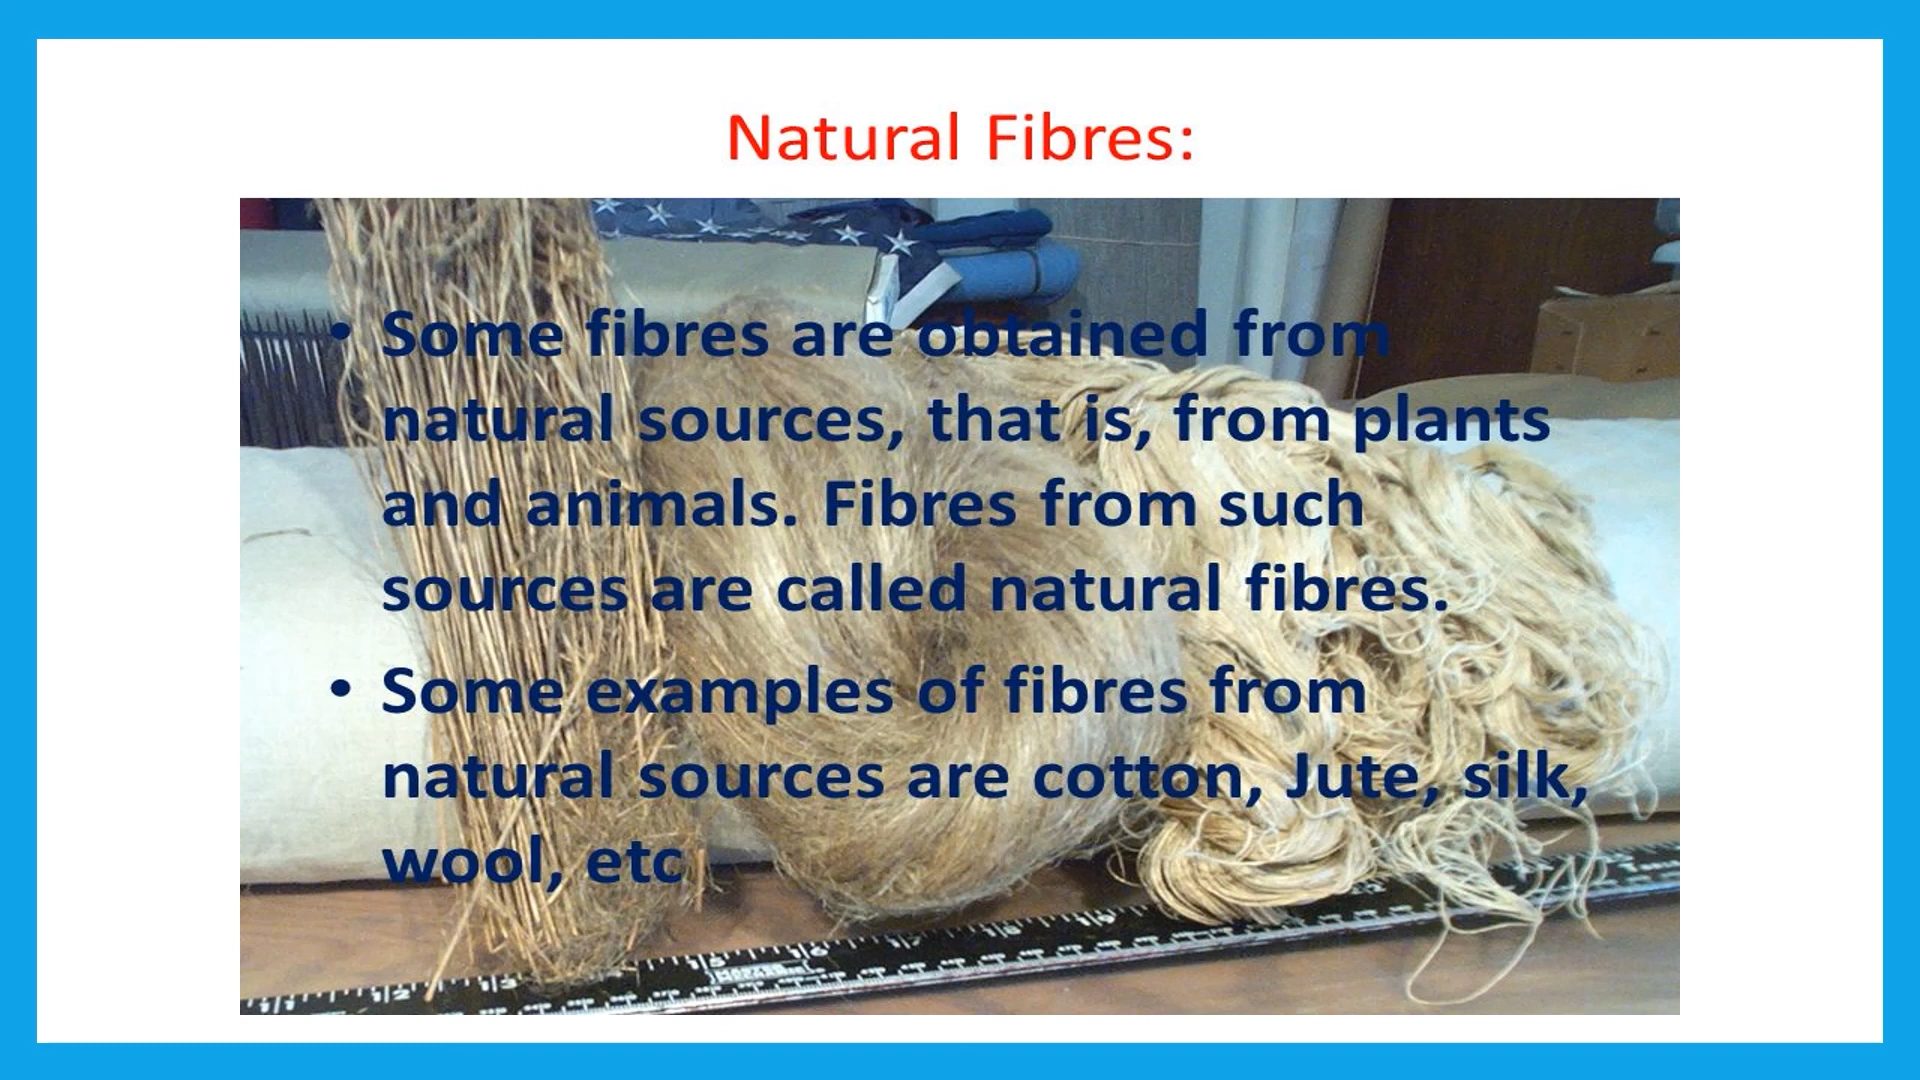 Natural Fibres:
• Some fibres are obtained from
natural sources, that is, from plants
and animals. Fibres from such
sources are called natural fibres.
• Some examples of fibres from
natural sources are cotton, Jute, silk,
wool, etc